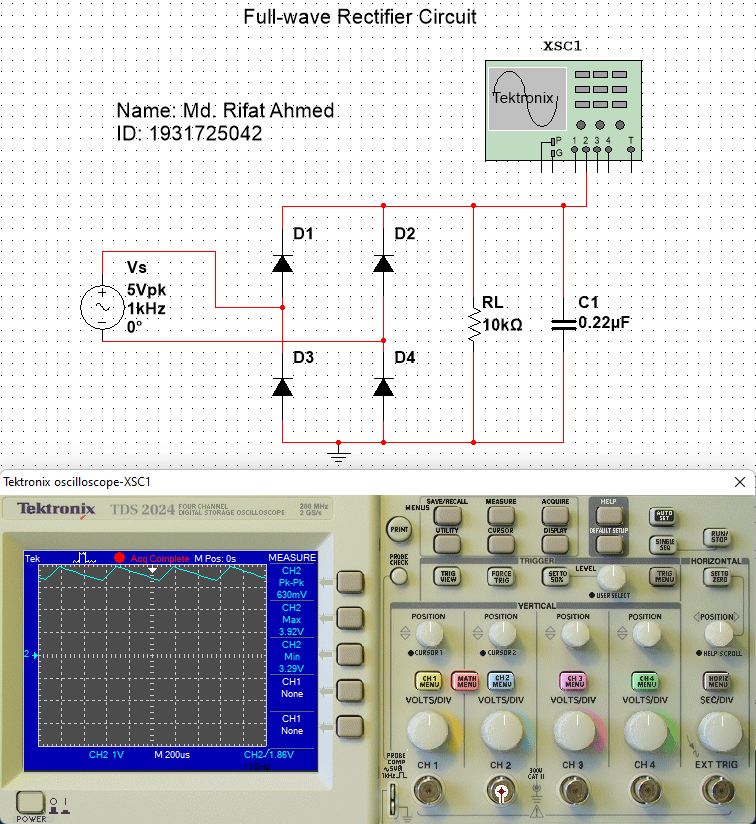 Full-wave Rectifier Circuit
XSC1
Tektronix
P
G
1 2 3 4 T
Name: Md. Rifat Ahmed
ID: 1931725042
D1
D2
Vs
5Vpk
1kHz
0°
RL
10kΩ
C1
0.22µF
D3
D4
Tektronix oscilloscope-XSC1
Tektronix TDS 2024 FOUR CHANNEL DIGITAL STORAGE OSCILLOSCOPE 200 MHz 2 GS/s
Tek Acq Complete M Pos: 0s MEASURE
CH2
Pk-Pk
630mV
CH2
Max
3.92V
CH2
Min
3.29V
CH1
None
CH1
None
2
CH2 1V M 200us CH2/1.86V
POWER
MENUS
SAVE/RECALL MEASURE ACQUIRE
UTILITY CURSOR DISPLAY
PRINT
HELP
DEFAULT SETUP
AUTO SET
SINGLE SEQ
RUN/STOP
PROBE CHECK
TRIGGER
TRIG VIEW
FORCE TRIG
SET TO 50%
LEVEL
USER SELECT
TRIG MENU
HORIZONTAL
SET TO ZERO
VERTICAL
POSITION POSITION POSITION POSITION POSITION
CURSOR 1 CURSOR 2 HELP SCROLL
CH 1 MENU
MATH MENU
CH 2 MENU
CH 3 MENU
CH 4 MENU
HORIZ MENU
VOLTS/DIV VOLTS/DIV VOLTS/DIV VOLTS/DIV SEC/DIV
PROBE COMP
~5V@
1kHz
CH 1 CH 2 CH 3 CH 4 EXT TRIG
300V
CAT II